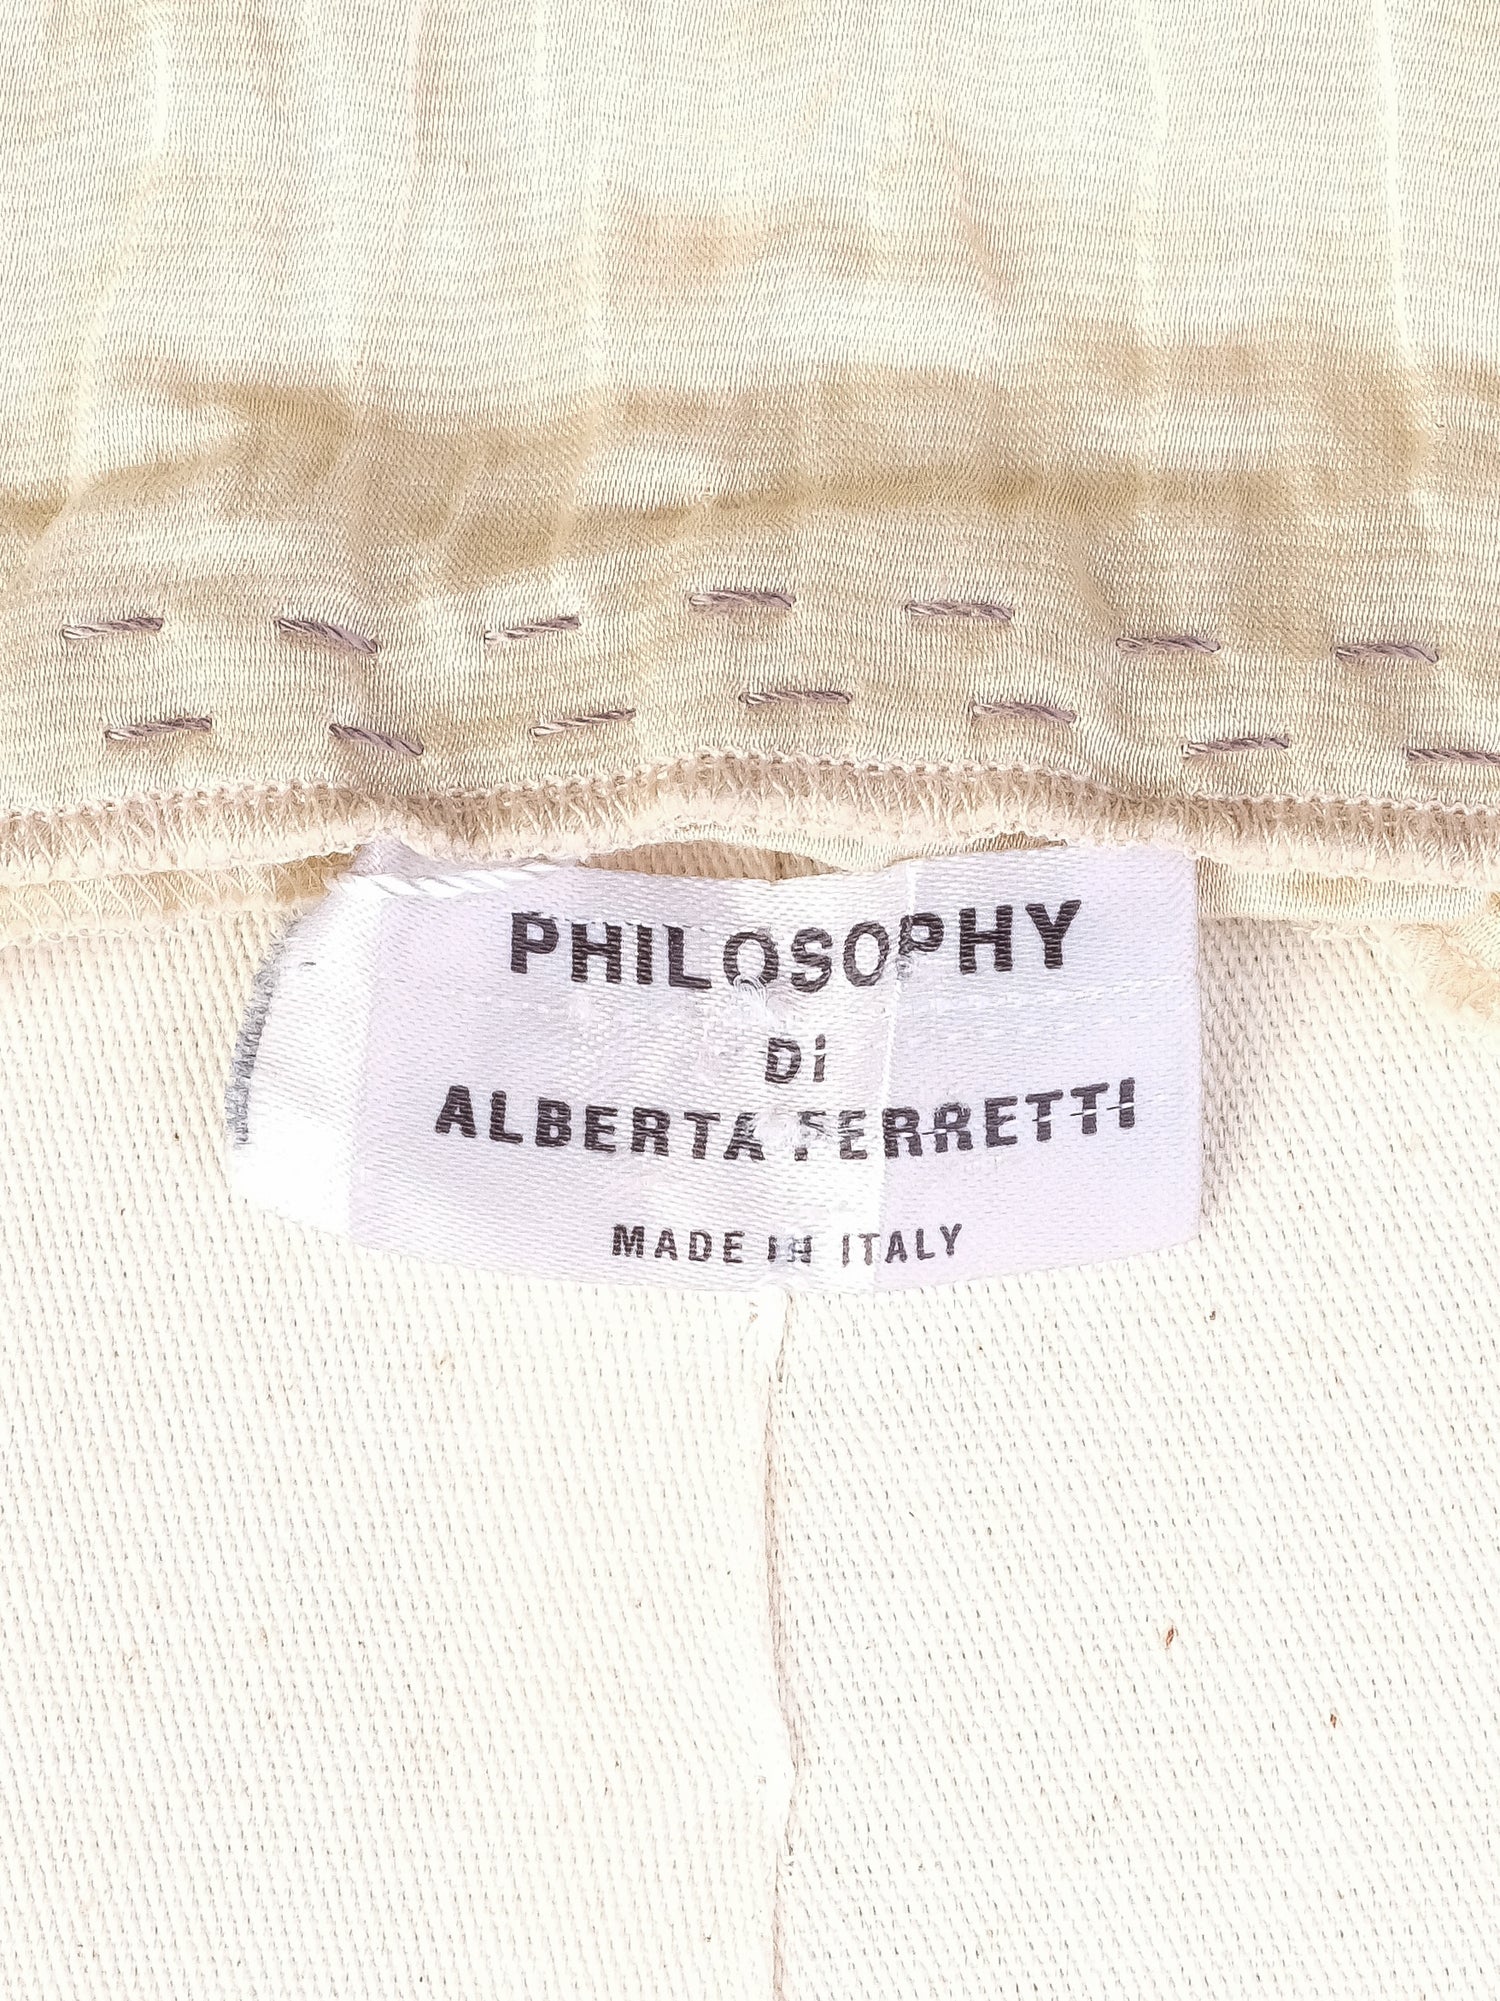 PHILOSOPHY
Di
ALBERTA FERRETTI
MADE IN ITALY